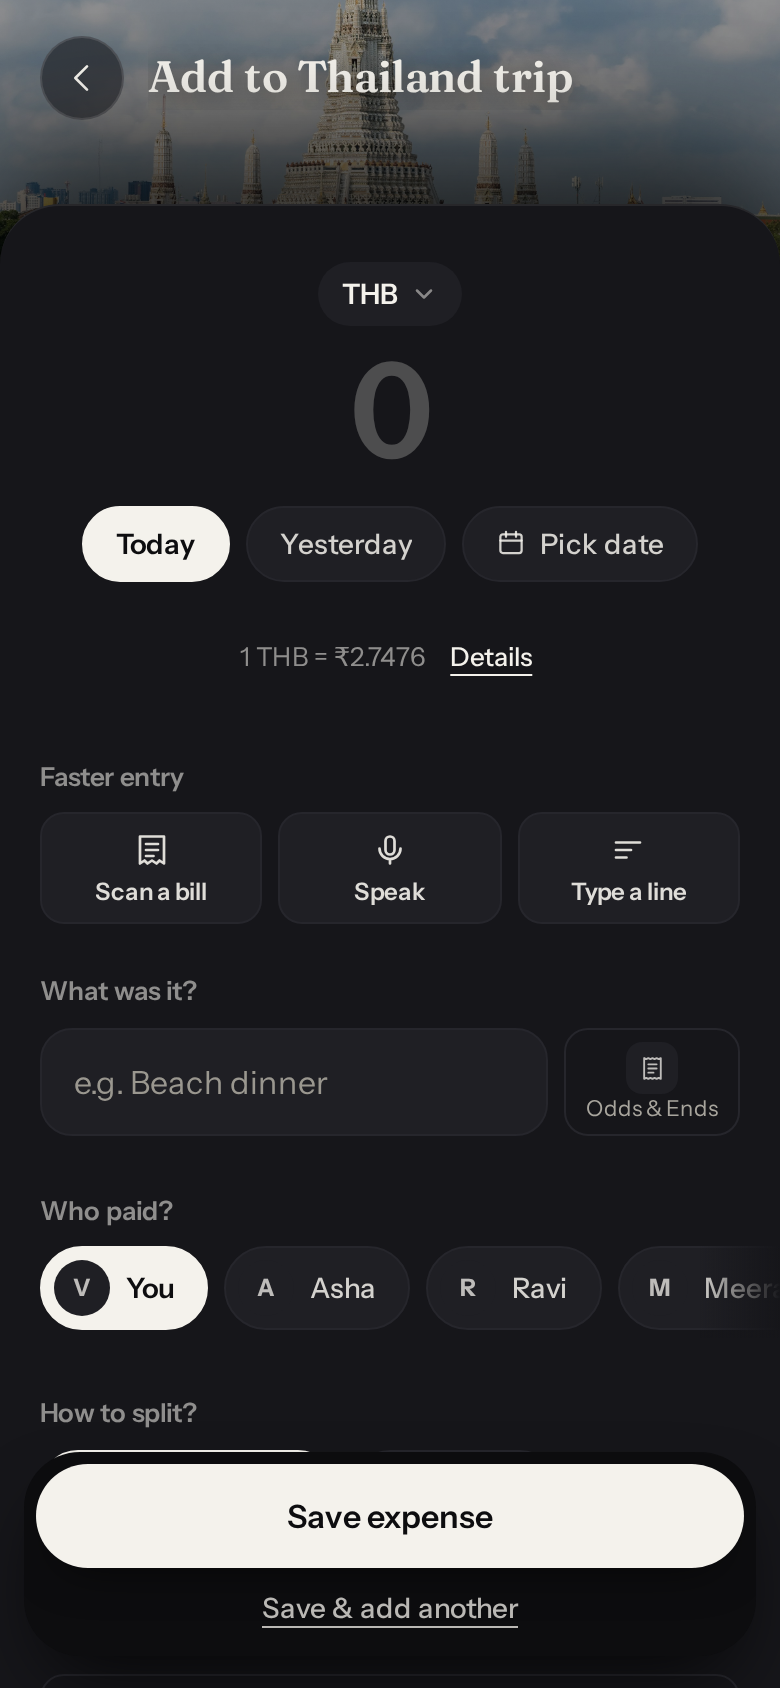 Add to Thailand trip
THB
0
Today
Yesterday
Pick date
1 THB = ₹2.7476 Details
Faster entry
Scan a bill
Speak
Type a line
What was it?
e.g. Beach dinner
Odds & Ends
Who paid?
V You
A Asha
R Ravi
M Meera
How to split?
Save expense
Save & add another